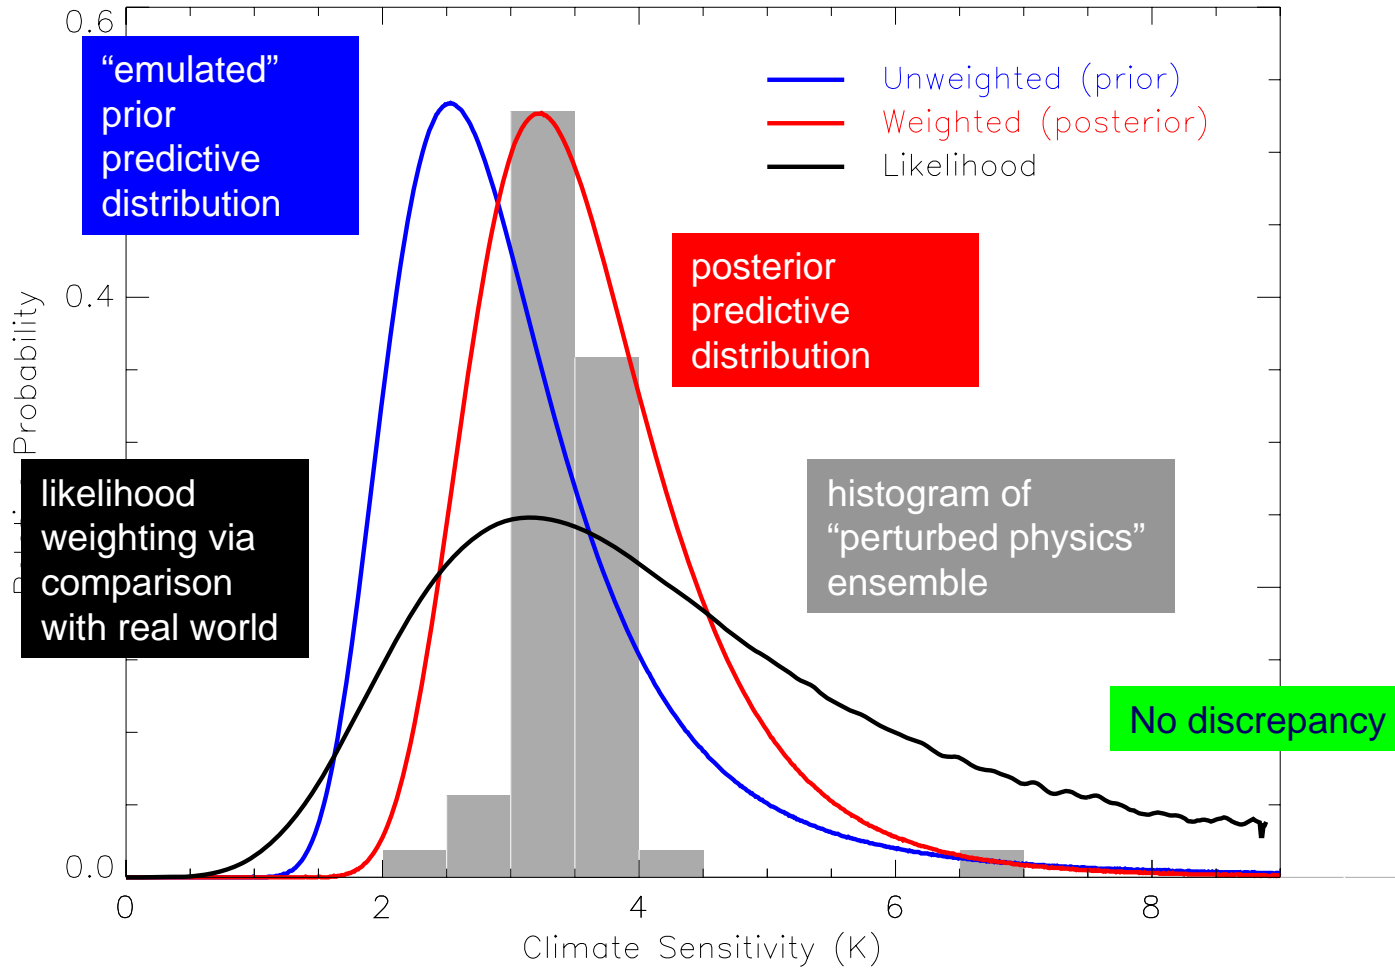 0.6
“emulated”
prior
predictive
distribution
Unweighted (prior)
Weighted (posterior)
Likelihood
posterior
predictive
distribution
0.4
Probability
likelihood
weighting via
comparison
with real world
histogram of
“perturbed physics”
ensemble
No discrepancy
0.0
0
2
4
6
8
Climate Sensitivity (K)